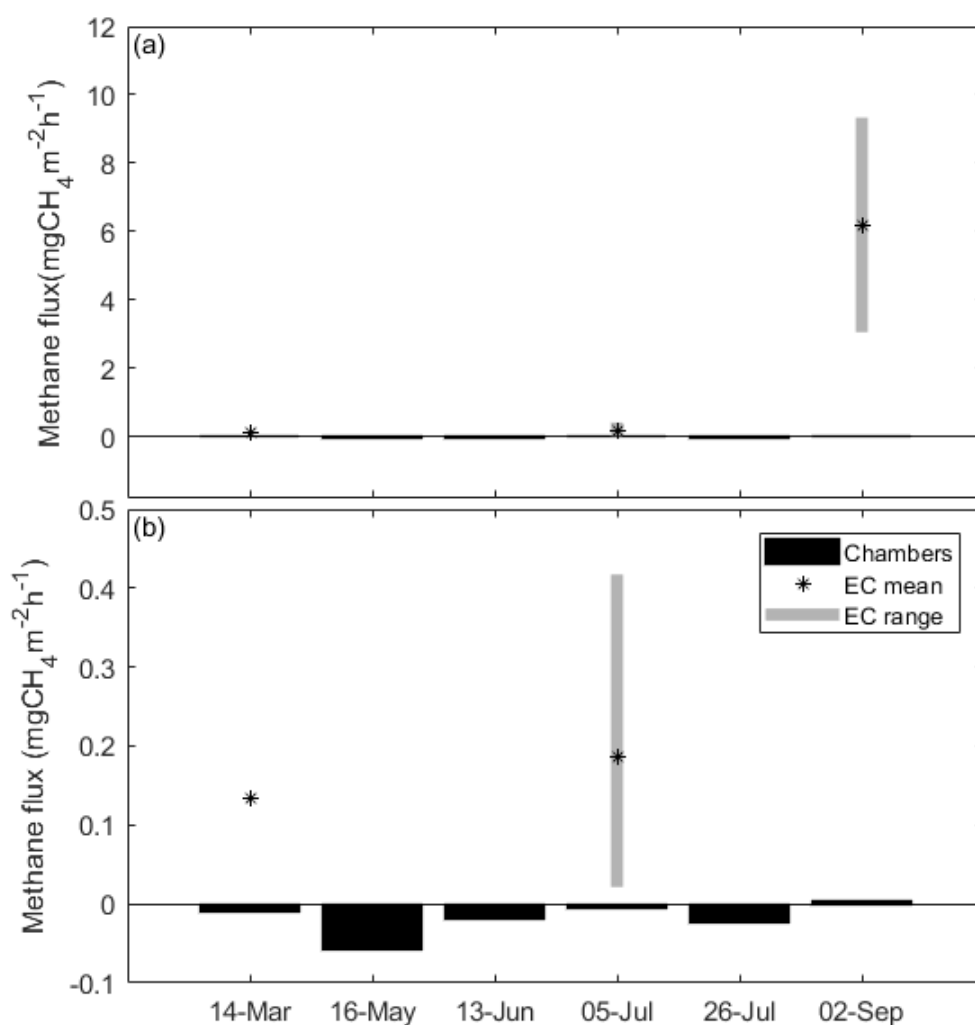 (a)
12
10
8
6
4
2
0
Methane flux(mgCH4m-2h-1)
(b)
0.5
0.4
0.3
0.2
0.1
0
-0.1
Methane flux (mgCH4m-2h-1)
Chambers
EC mean
EC range
14-Mar 16-May 13-Jun 05-Jul 26-Jul 02-Sep